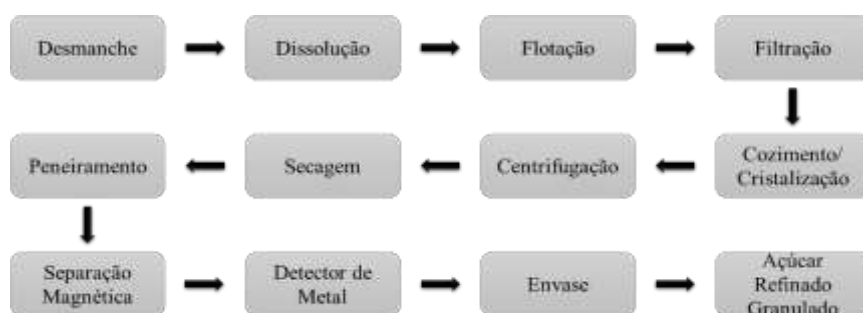 Desmanche
Dissolução
Flotação
Filtração
Peneiramento
Secagem
Centrifugação
Cozimento/
Cristalização
Separação
Magnética
Detector de
Metal
Envase
Açúcar
Refinado
Granulado